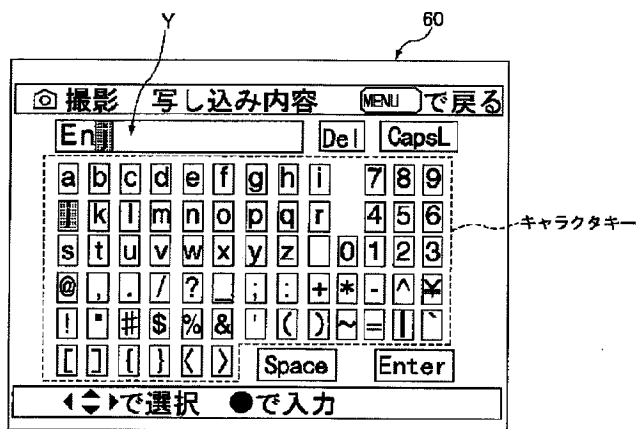 Y
60
撮影 写し込み内容 MENU で戻る
Enj Del CapsL
a b c d e f g h i 7 8 9
j k l m n o p q r 4 5 6
キャラクタキー
s t u v w x y z 0 1 2 3
@ , . / ? _ ; : + * - ^ ¥
! " # $ % & ' ( ) ~ = | `
[ ] { } < > Space Enter
で選択 ●で入力